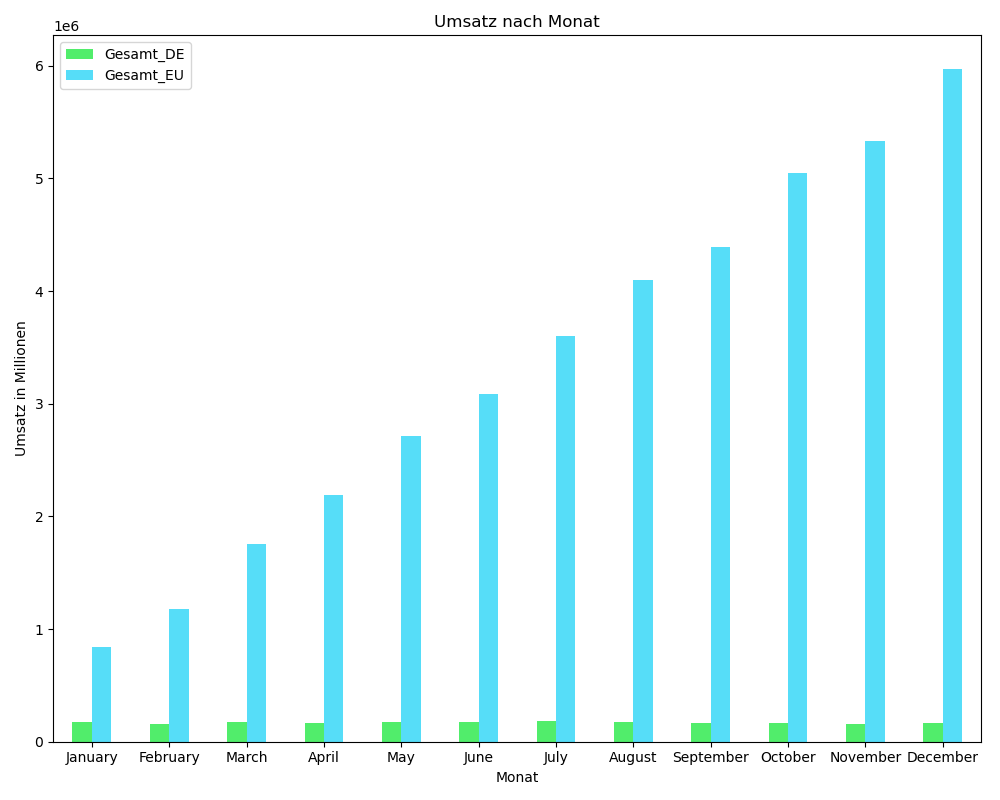 Umsatz nach Monat
1e6
Gesamt_DE
Gesamt_EU
6
5
4
3
2
1
0
Umsatz in Millionen
January February March April May June July August September October November December
Monat